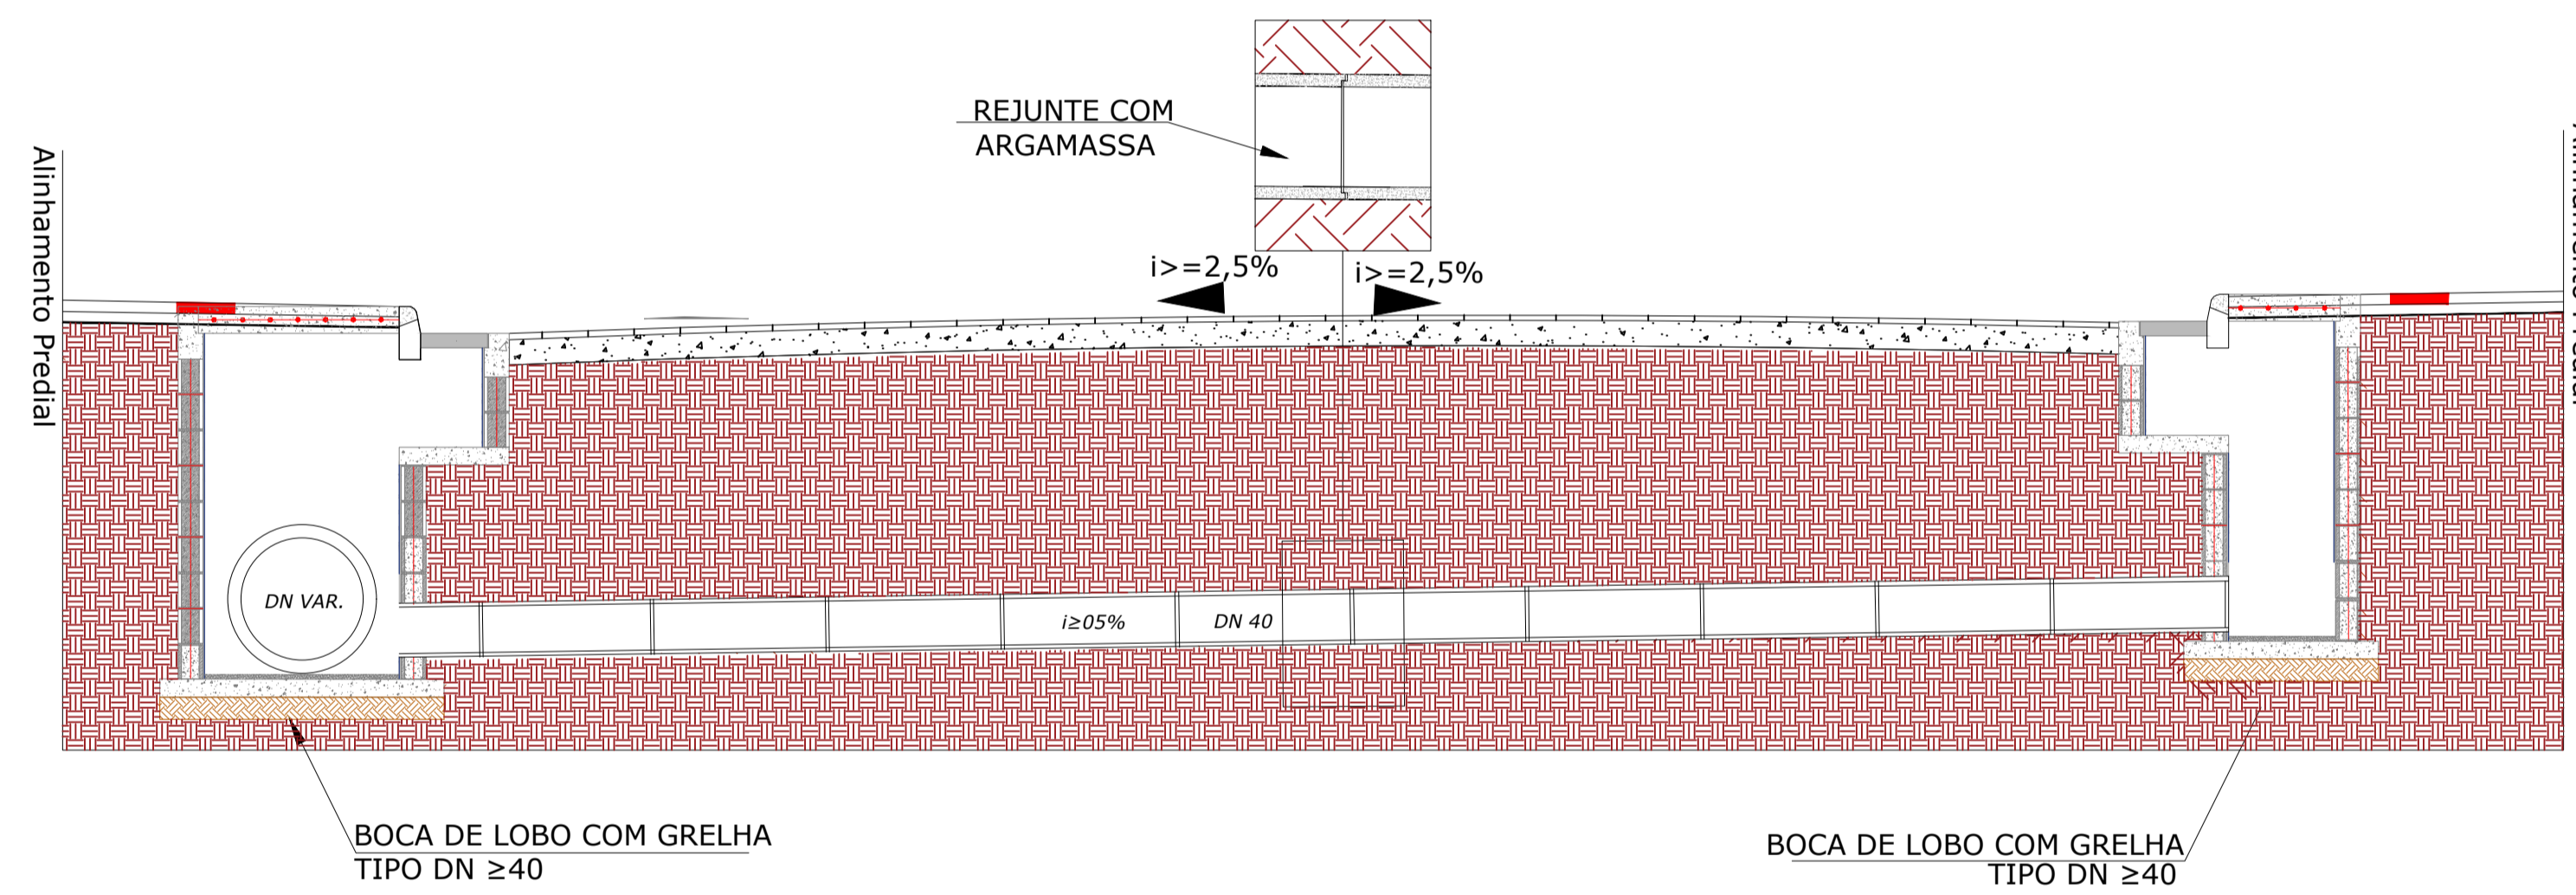 REJUNTE COM
ARGAMASSA
Alinhamento Predial
i>=2,5%
i>=2,5%
DN VAR.
i≥05%
DN 40
BOCA DE LOBO COM GRELHA
TIPO DN ≥40
BOCA DE LOBO COM GRELHA
TIPO DN ≥40